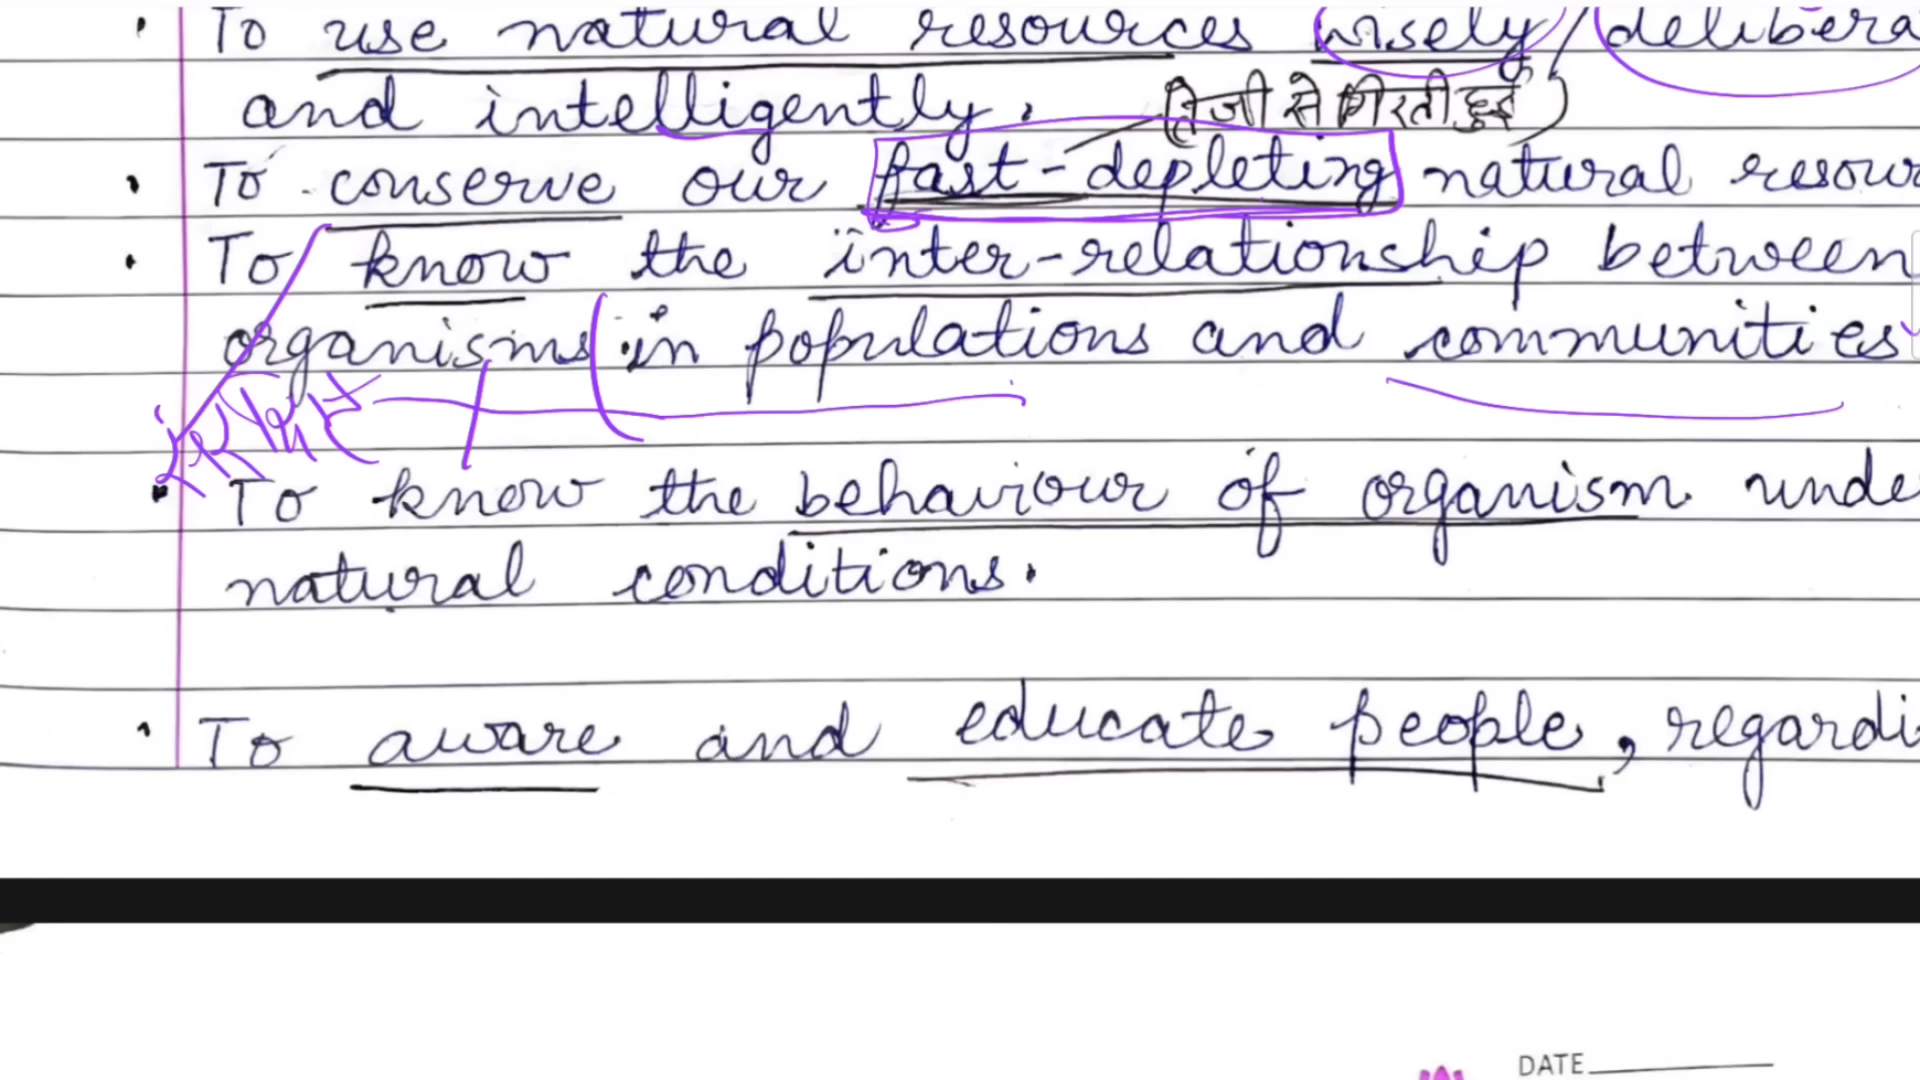 · To use natural resources wisely / delibera
and intelligently.
(तेजी से गिरती हुई)
· To conserve our fast-depleting natural resour
· To know the inter-relationship between
organisms (in populations and communities
· To know the behaviour of organism unde
natural conditions.
· To aware and educate people, regardi
DATE